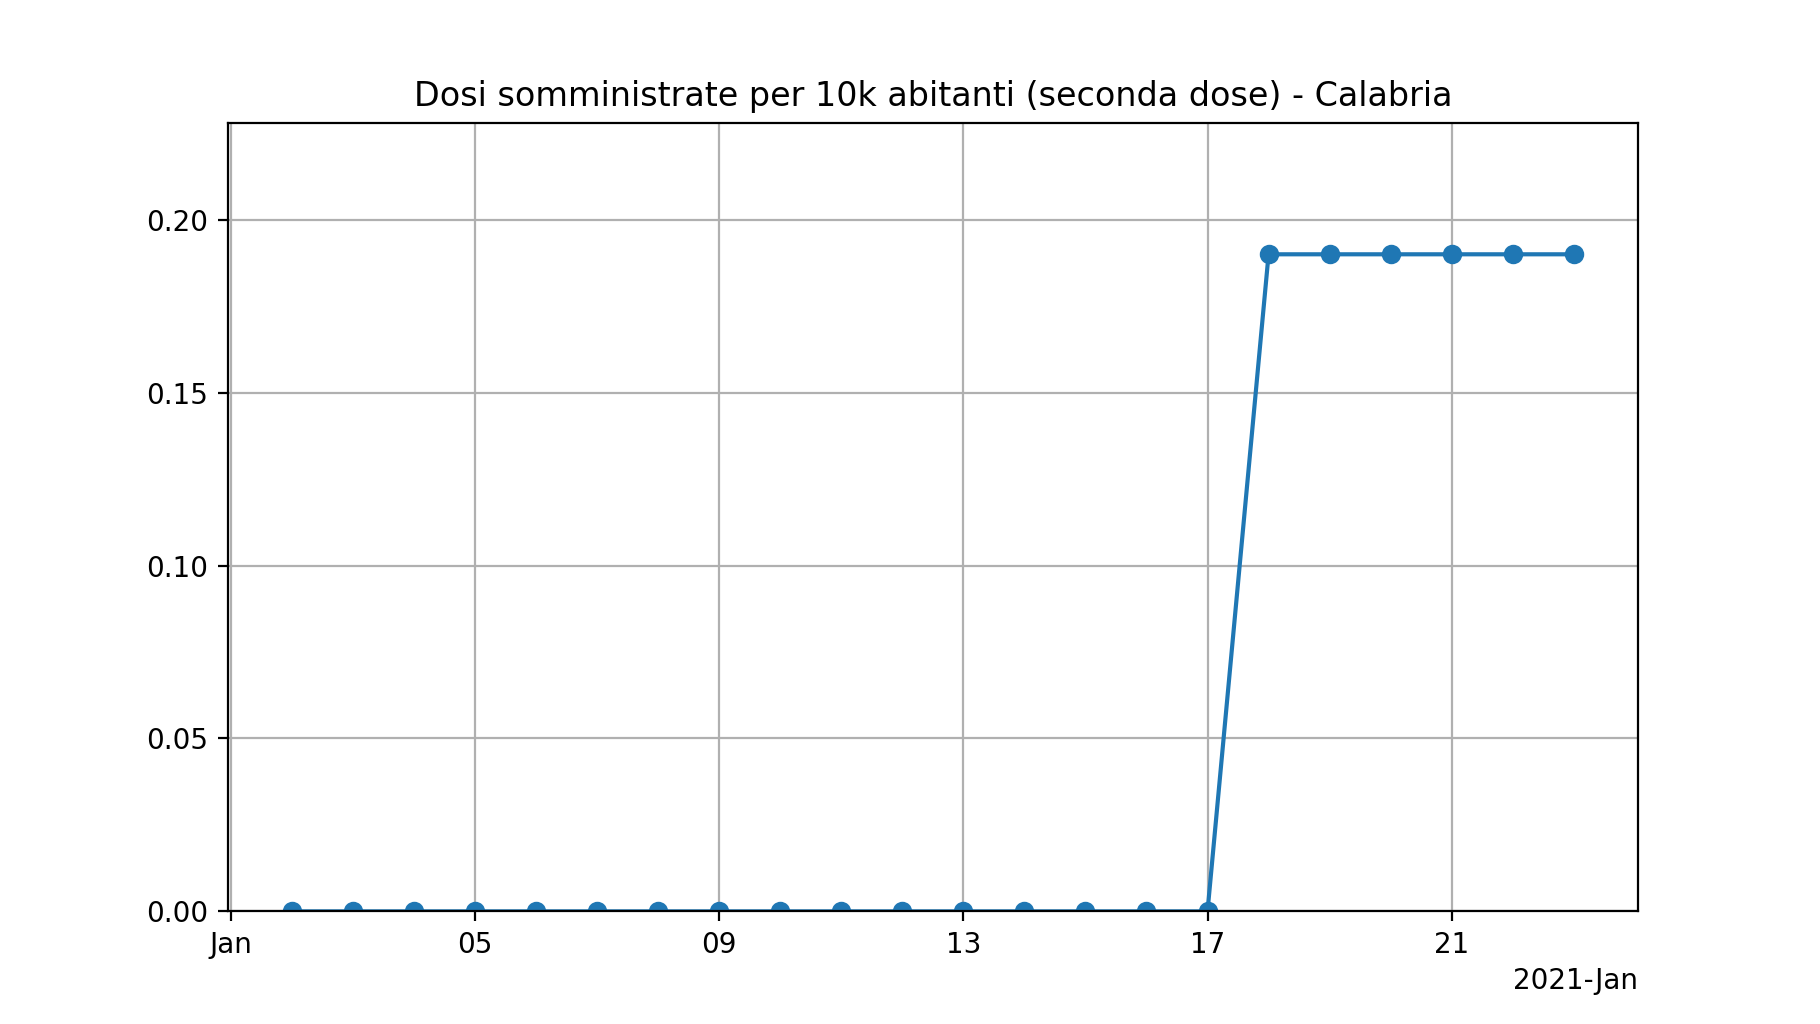 Dosi somministrate per 10k abitanti (seconda dose) - Calabria
0.20
0.15
0.10
0.05
0.00
Jan 05 09 13 17 21
2021-Jan